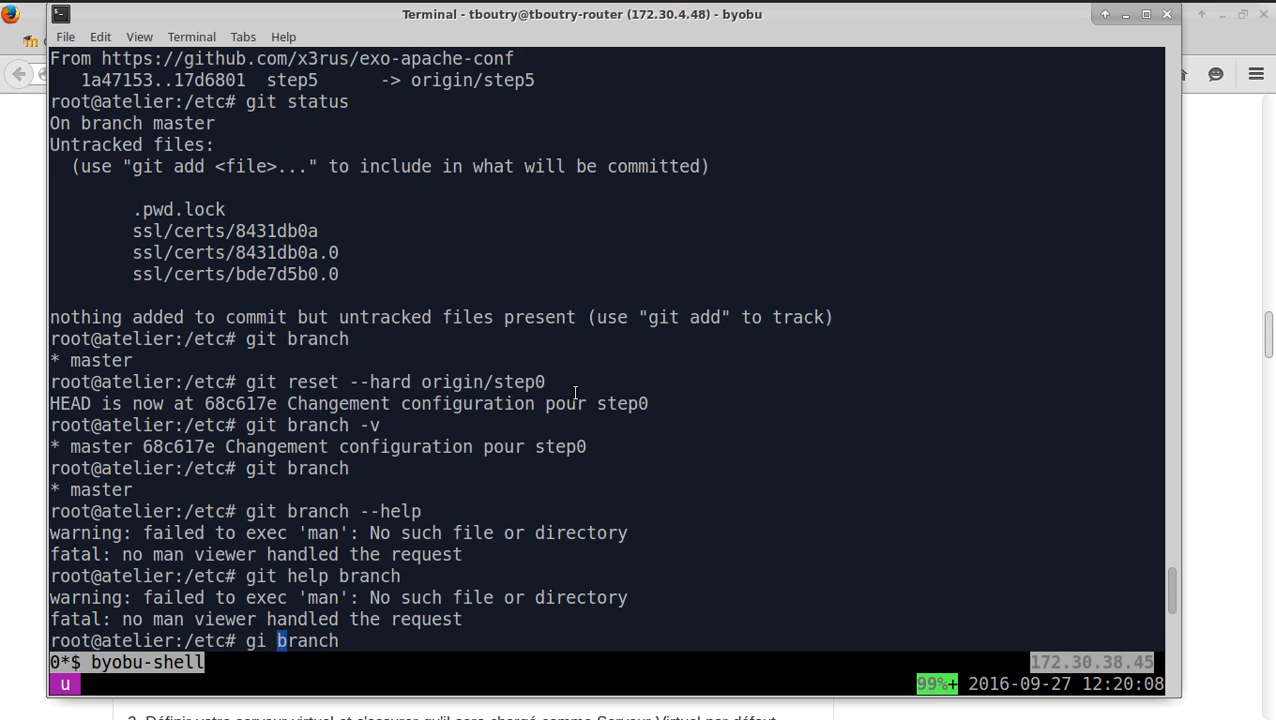 Terminal - tboutry@tboutry-router (172.30.4.48) - byobu
File Edit View Terminal Tabs Help
From https://github.com/x3rus/exo-apache-conf
1a47153..17d6801 step5 -> origin/step5
root@atelier:/etc# git status
On branch master
Untracked files:
(use "git add <file>..." to include in what will be committed)
.pwd.lock
ssl/certs/8431db0a
ssl/certs/8431db0a.0
ssl/certs/bde7d5b0.0
nothing added to commit but untracked files present (use "git add" to track)
root@atelier:/etc# git branch
* master
root@atelier:/etc# git reset --hard origin/step0
HEAD is now at 68c617e Changement configuration pour step0
root@atelier:/etc# git branch -v
* master 68c617e Changement configuration pour step0
root@atelier:/etc# git branch
* master
root@atelier:/etc# git branch --help
warning: failed to exec 'man': No such file or directory
fatal: no man viewer handled the request
root@atelier:/etc# git help branch
warning: failed to exec 'man': No such file or directory
fatal: no man viewer handled the request
root@atelier:/etc# gi branch
0*$ byobu-shell 172.30.38.45
u 99%+ 2016-09-27 12:20:08